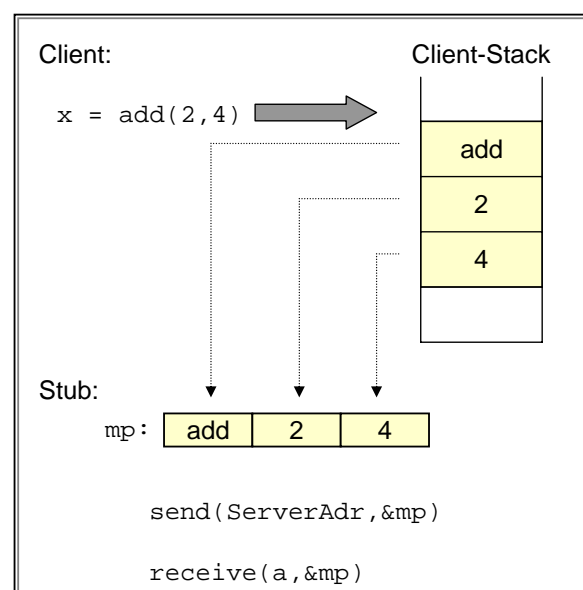 Client:
Client-Stack
x = add(2,4)
add
2
4
Stub:
mp: add 2 4
send(ServerAdr,&mp)
receive(a,&mp)